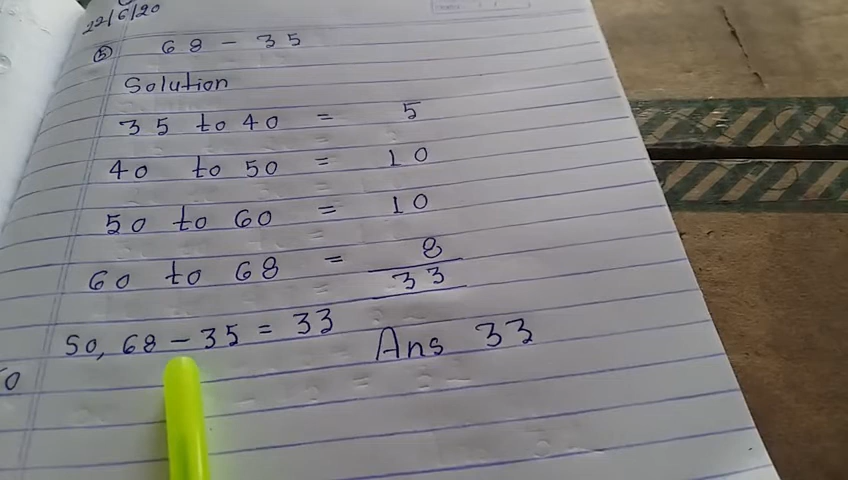 22/6/20
⑤ 68 - 35
Solution
35 to 40 = 5
40 to 50 = 10
50 to 60 = 10
60 to 68 = 8
33
So, 68 - 35 = 33
Ans 33